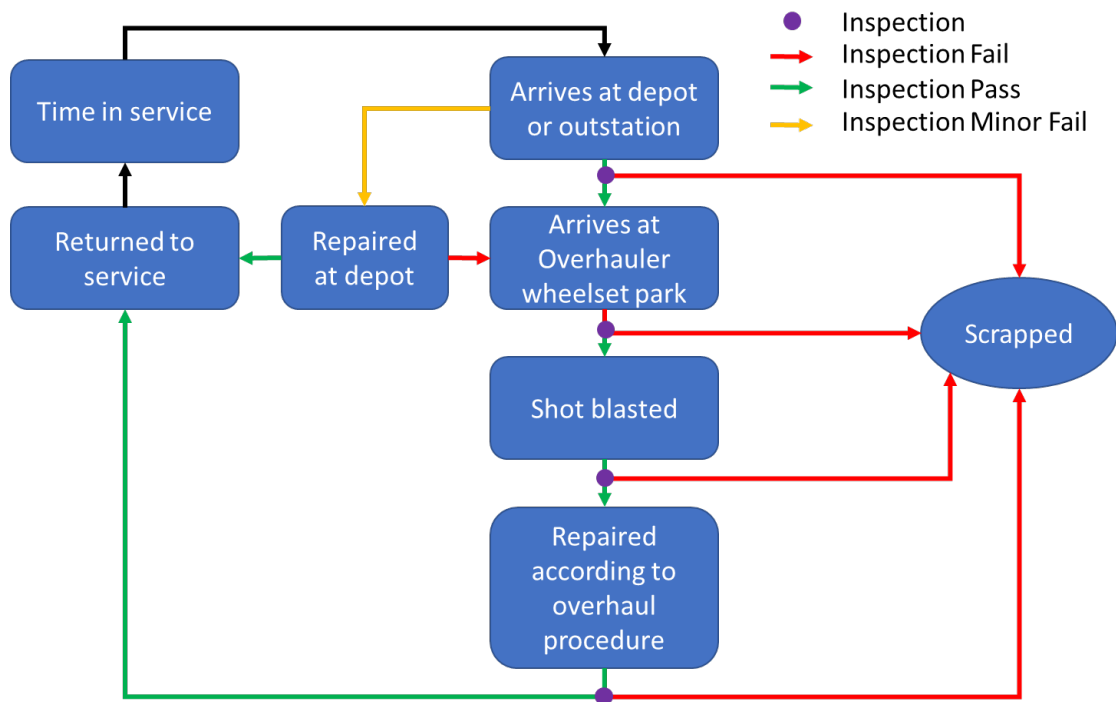 Inspection
Inspection Fail
Inspection Pass
Inspection Minor Fail
Time in service
Arrives at depot
or outstation
Returned to
service
Repaired
at depot
Arrives at
Overhauler
wheelset park
Scrapped
Shot blasted
Repaired
according to
overhaul
procedure